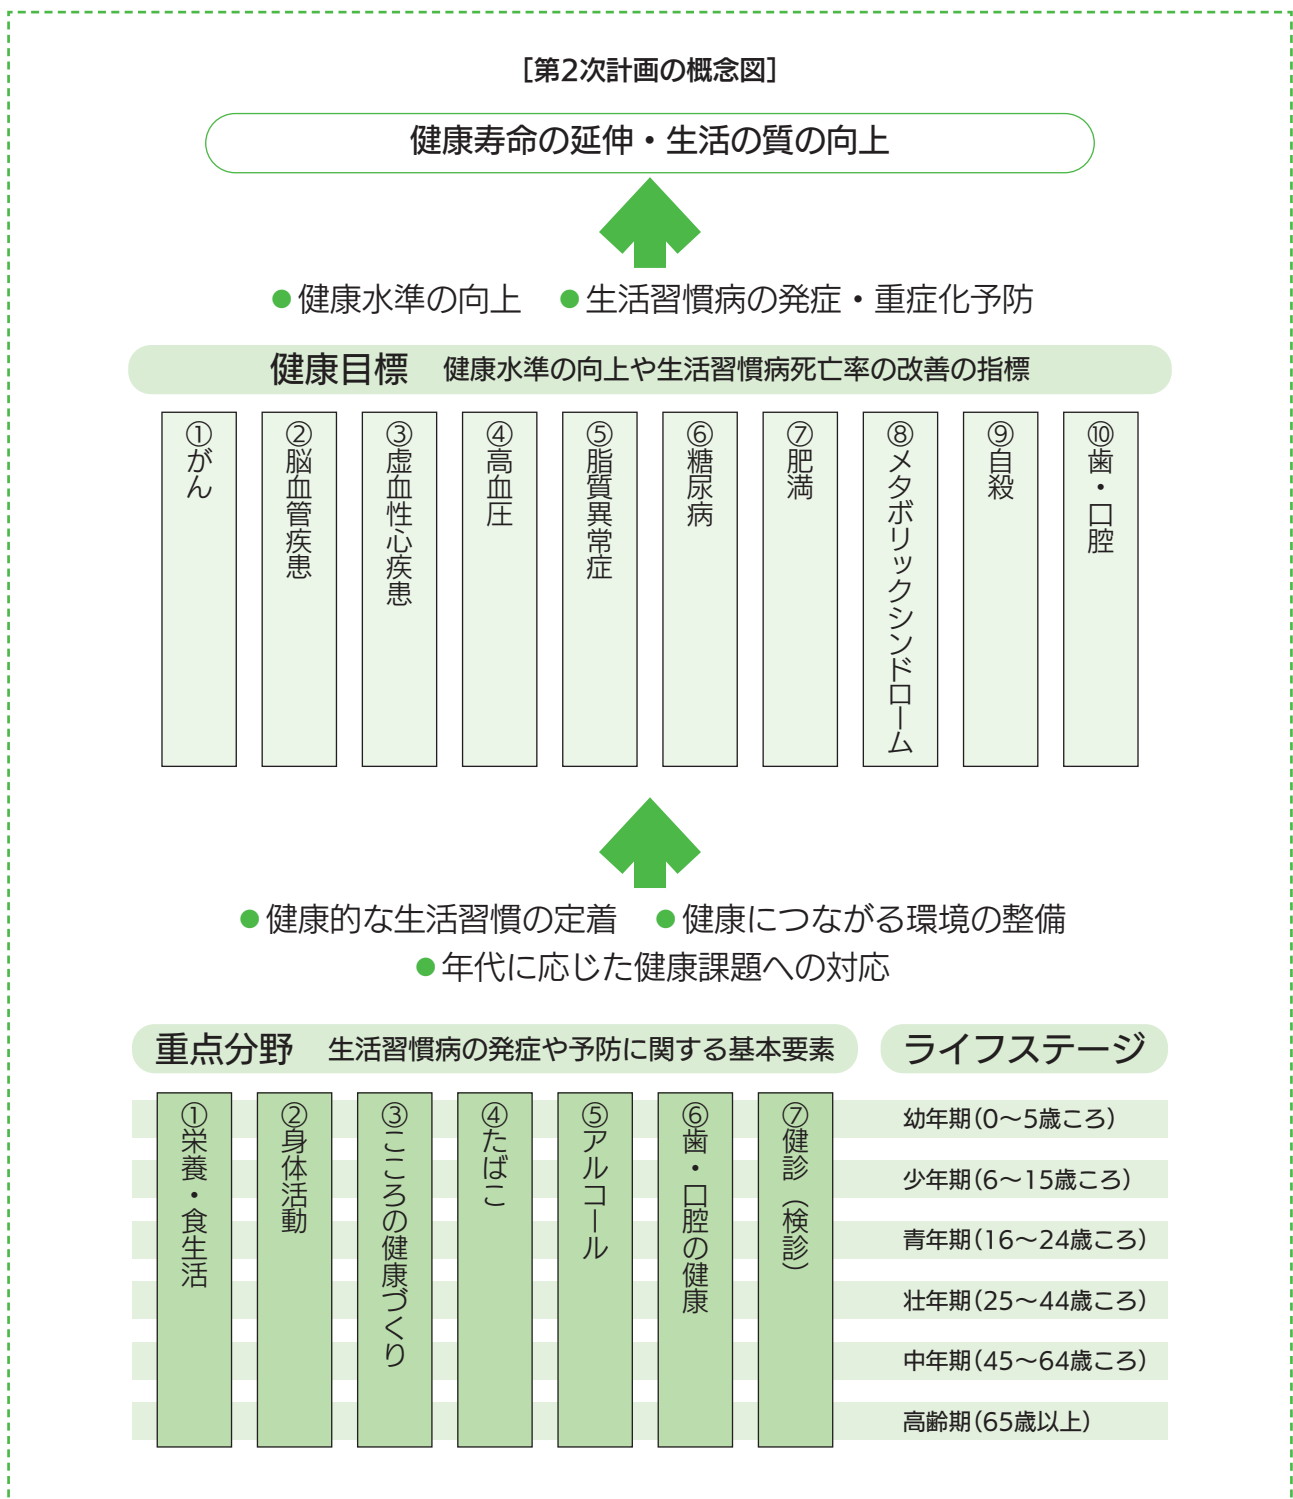 ［第2次計画の概念図］
健康寿命の延伸・生活の質の向上
●健康水準の向上　●生活習慣病の発症・重症化予防
健康目標　健康水準の向上や生活習慣病死亡率の改善の指標
①がん
②脳血管疾患
③虚血性心疾患
④高血圧
⑤脂質異常症
⑥糖尿病
⑦肥満
⑧メタボリックシンドローム
⑨自殺
⑩歯・口腔
●健康的な生活習慣の定着　●健康につながる環境の整備
●年代に応じた健康課題への対応
重点分野　生活習慣病の発症や予防に関する基本要素
①栄養・食生活
②身体活動
③こころの健康づくり
④たばこ
⑤アルコール
⑥歯・口腔の健康
⑦健診（検診）
ライフステージ
幼年期（0～5歳ころ）
少年期（6～15歳ころ）
青年期（16～24歳ころ）
壮年期（25～44歳ころ）
中年期（45～64歳ころ）
高齢期（65歳以上）